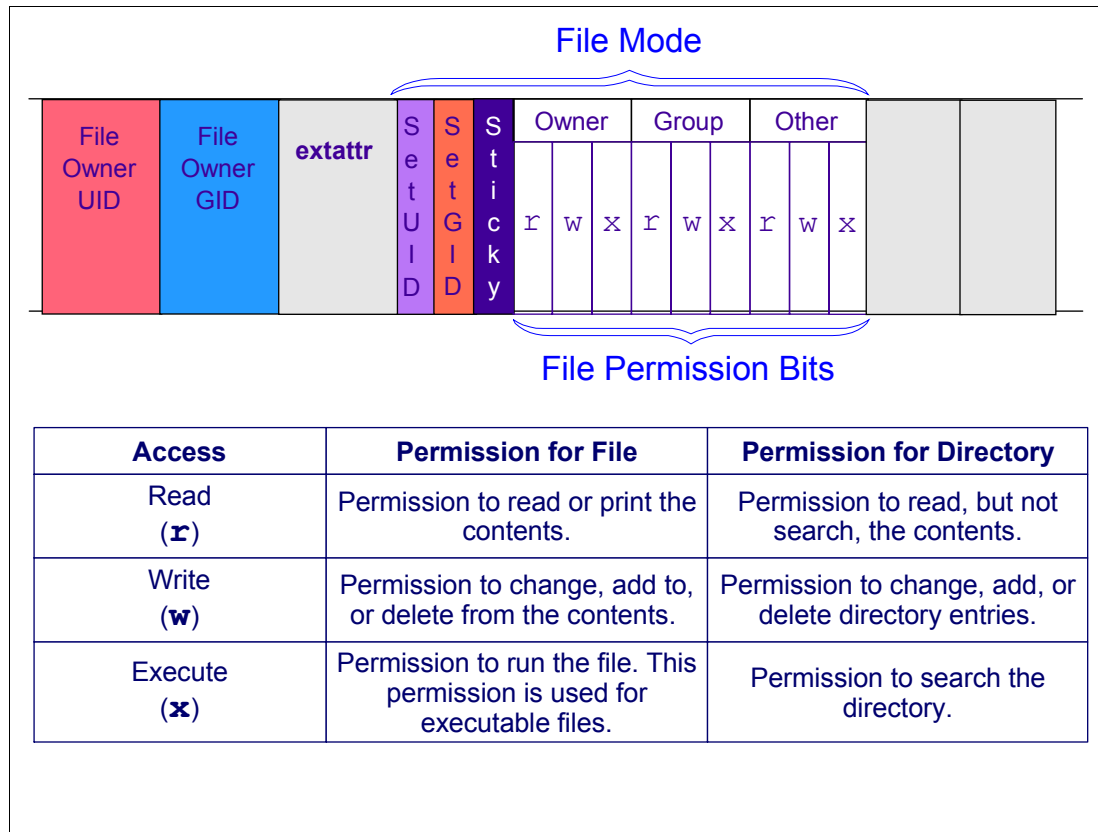 File Mode
File
Owner
UID
File
Owner
GID
extattr
SetUID
SetGID
Sticky
Owner Group Other
r w x r w x r w x
File Permission Bits
Access Permission for File Permission for Directory
Read
(r)
Permission to read or print the
contents.
Permission to read, but not
search, the contents.
Write
(w)
Permission to change, add to,
or delete from the contents.
Permission to change, add, or
delete directory entries.
Execute
(x)
Permission to run the file. This
permission is used for
executable files.
Permission to search the
directory.